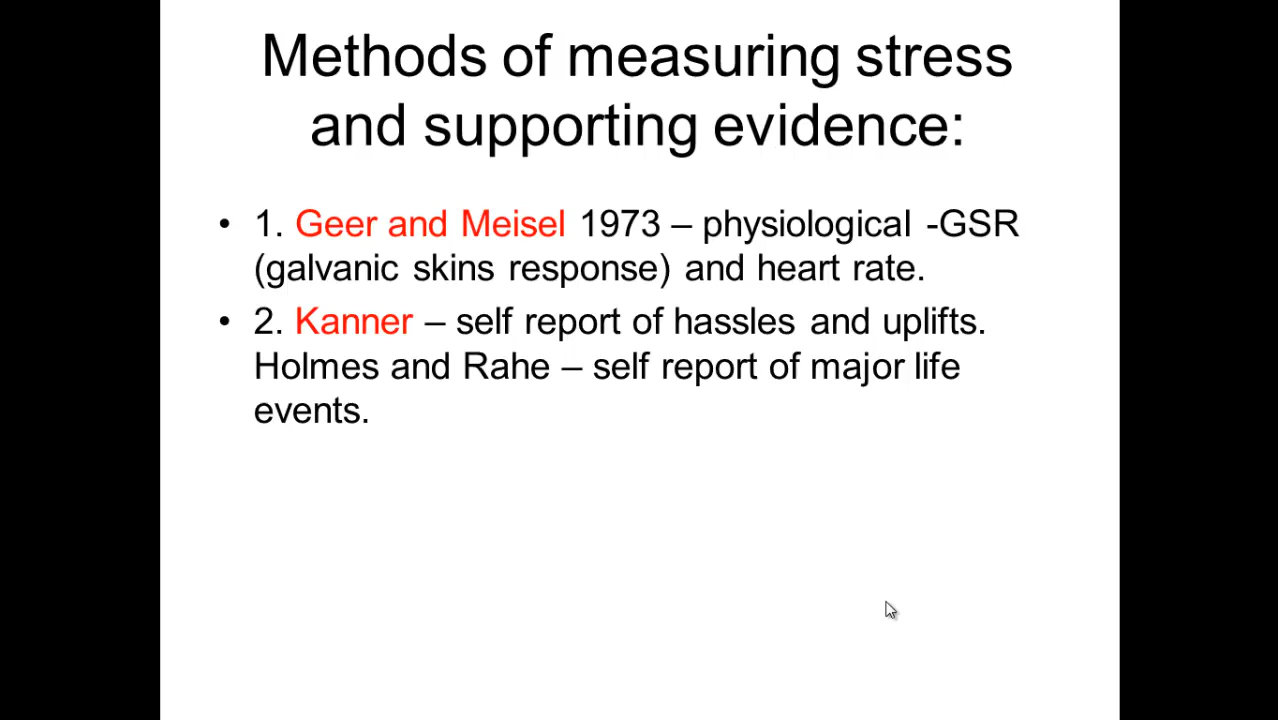 Methods of measuring stress
and supporting evidence:
• 1. Geer and Meisel 1973 – physiological -GSR
(galvanic skins response) and heart rate.
• 2. Kanner – self report of hassles and uplifts.
Holmes and Rahe – self report of major life
events.